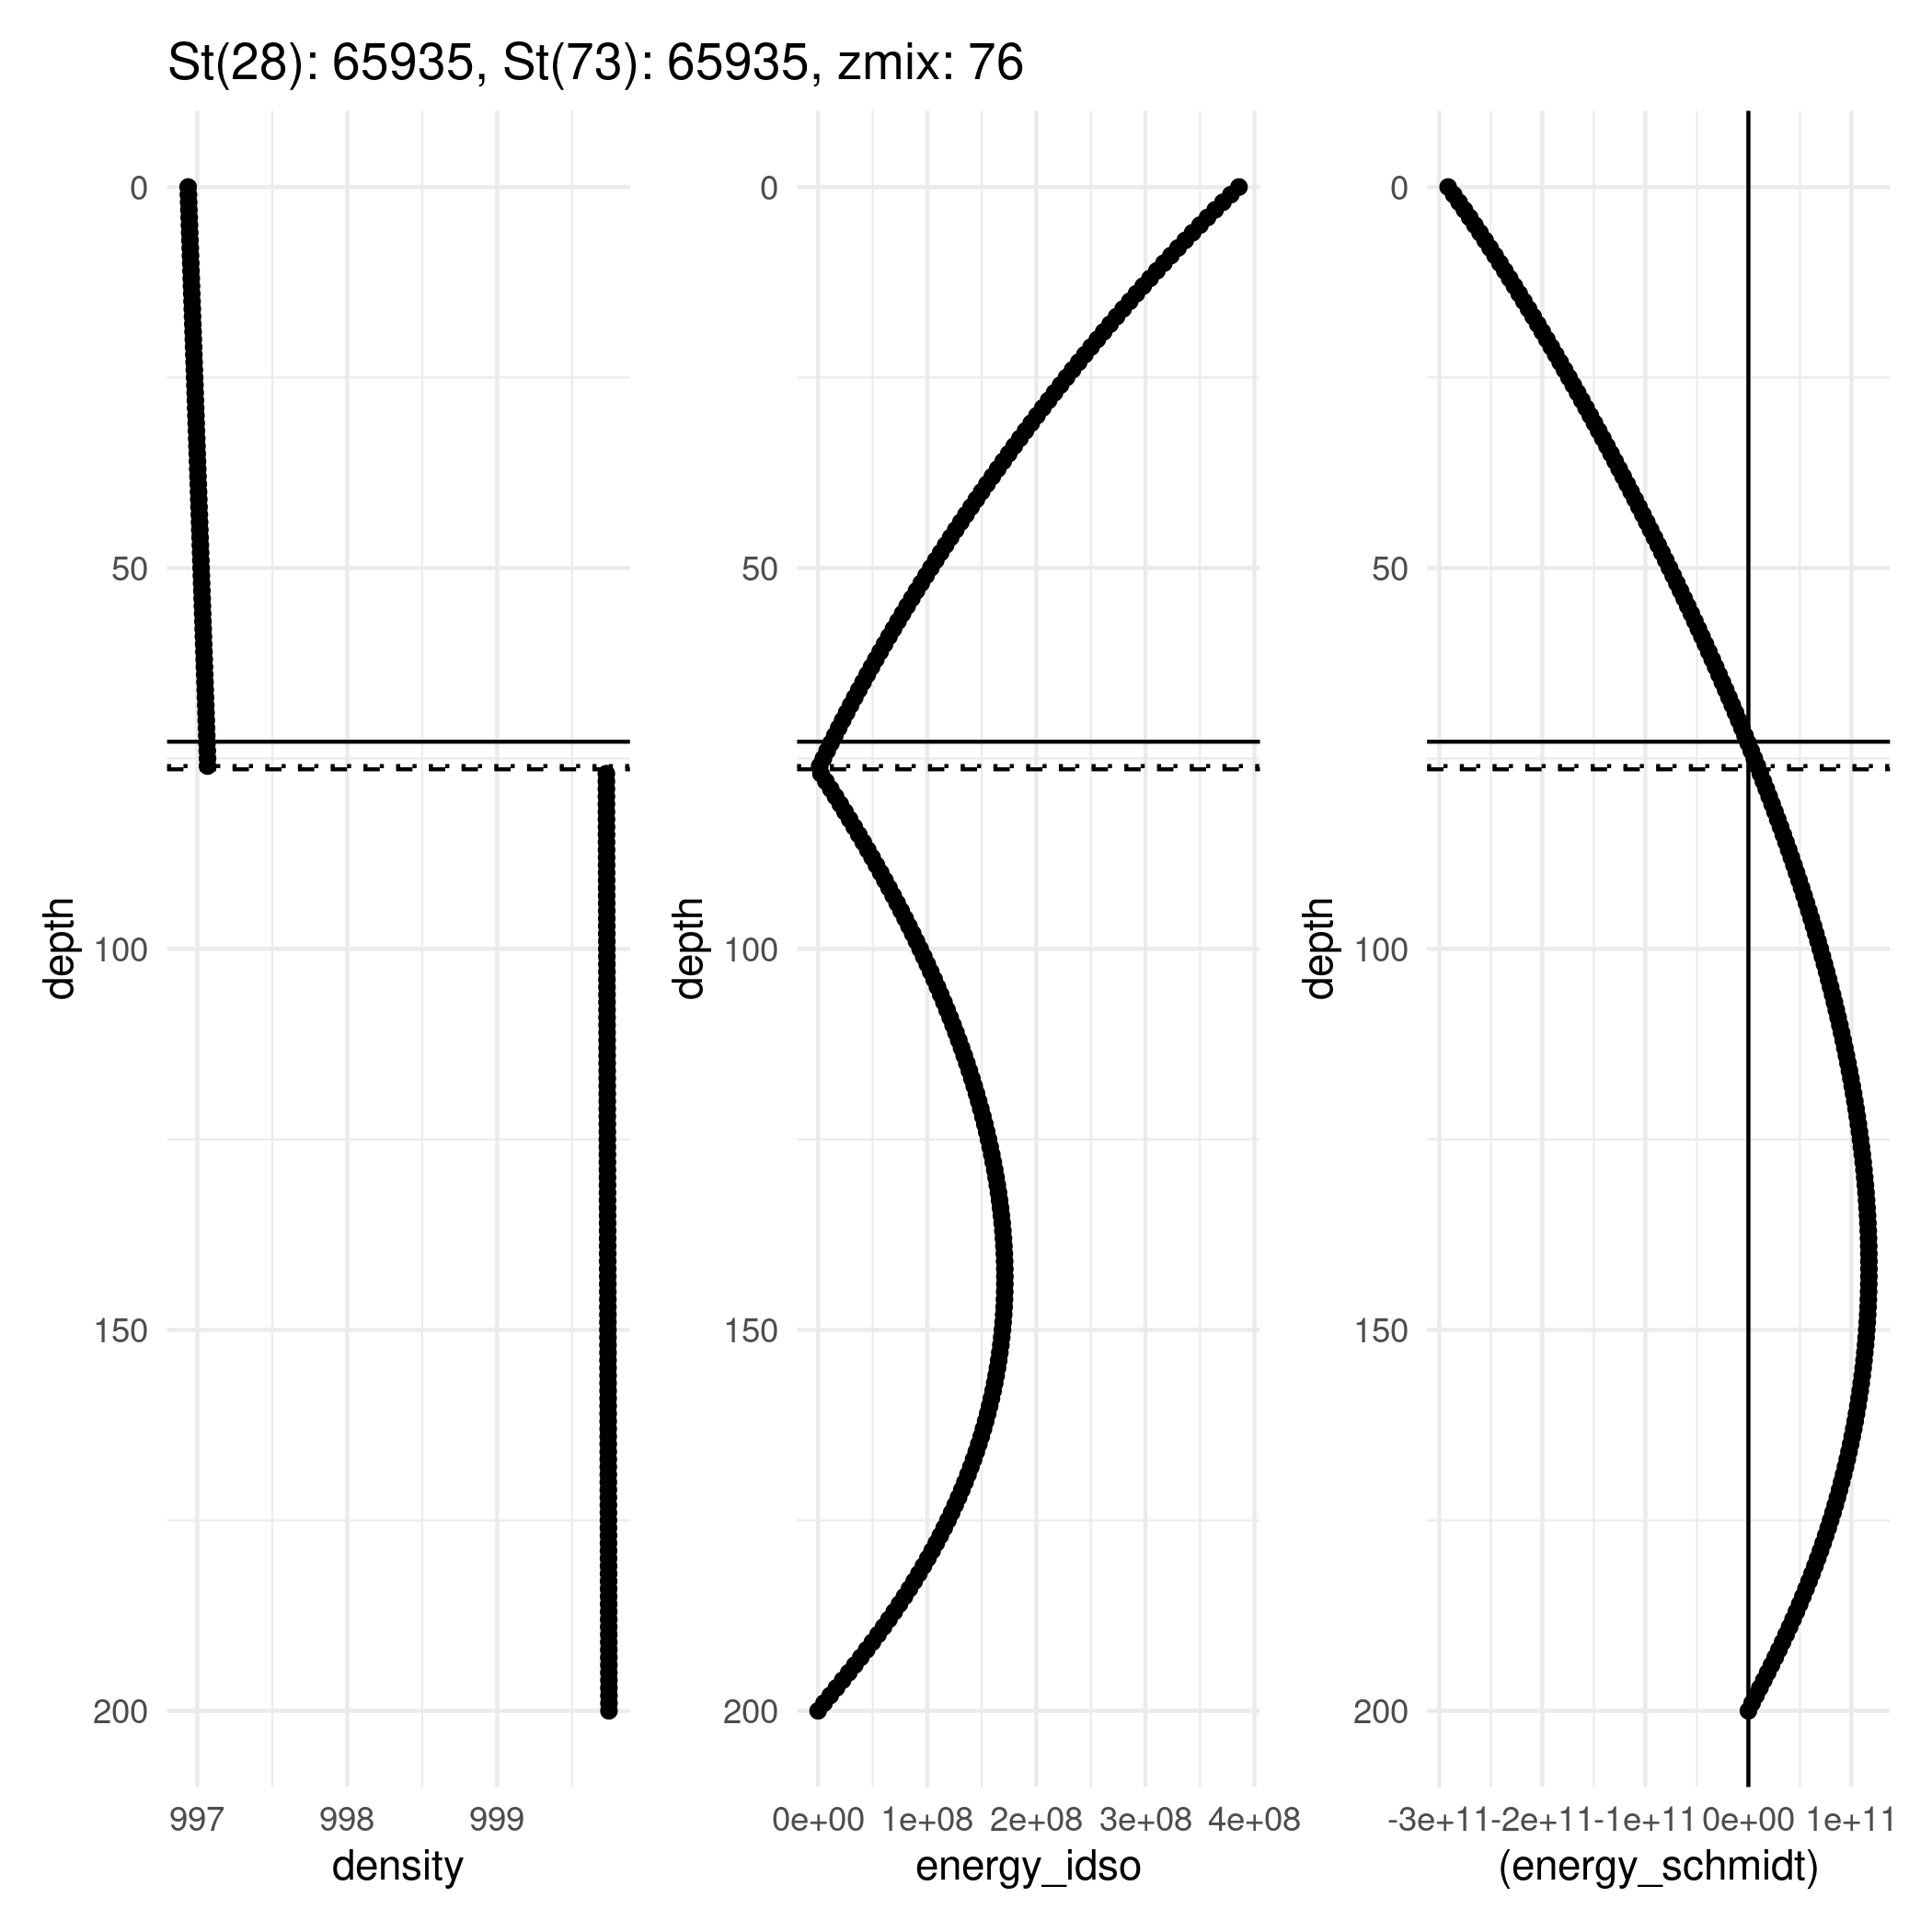 St(28): 65935, St(73): 65935, zmix: 76
0
50
100
150
200
depth
997 998 999
density
0
50
100
150
200
depth
0e+00 1e+08 2e+08 3e+08 4e+08
energy_idso
0
50
100
150
200
depth
-3e+11 -2e+11 -1e+11 0e+00 1e+11
(energy_schmidt)